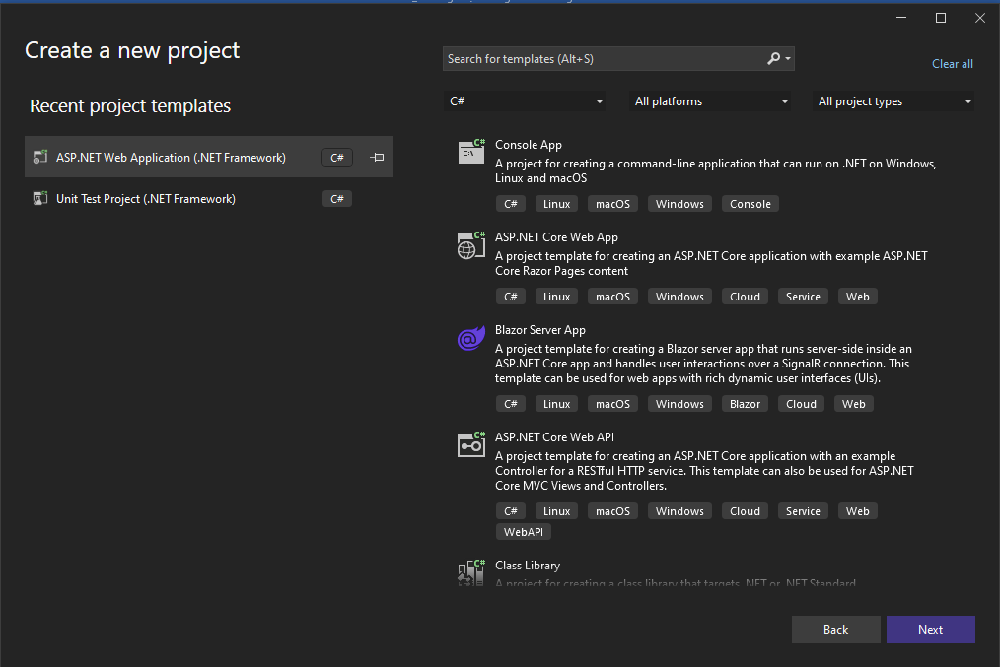 Create a new project
Search for templates (Alt+S)
Clear all
Recent project templates
C#
All platforms
All project types
ASP.NET Web Application (.NET Framework) C#
Unit Test Project (.NET Framework) C#
C#
C:\
Console App
A project for creating a command-line application that can run on .NET on Windows,
Linux and macOS
C# Linux macOS Windows Console
C#
ASP.NET Core Web App
A project template for creating an ASP.NET Core application with example ASP.NET
Core Razor Pages content
C# Linux macOS Windows Cloud Service Web
Blazor Server App
A project template for creating a Blazor server app that runs server-side inside an
ASP.NET Core app and handles user interactions over a SignalR connection. This
template can be used for web apps with rich dynamic user interfaces (UIs).
C# Linux macOS Windows Blazor Cloud Web
C#
ASP.NET Core Web API
A project template for creating an ASP.NET Core application with an example
Controller for a RESTful HTTP service. This template can also be used for ASP.NET
Core MVC Views and Controllers.
C# Linux macOS Windows Cloud Service Web
WebAPI
C#
Class Library
A project for creating a class library that targets .NET or .NET Standard
Back
Next